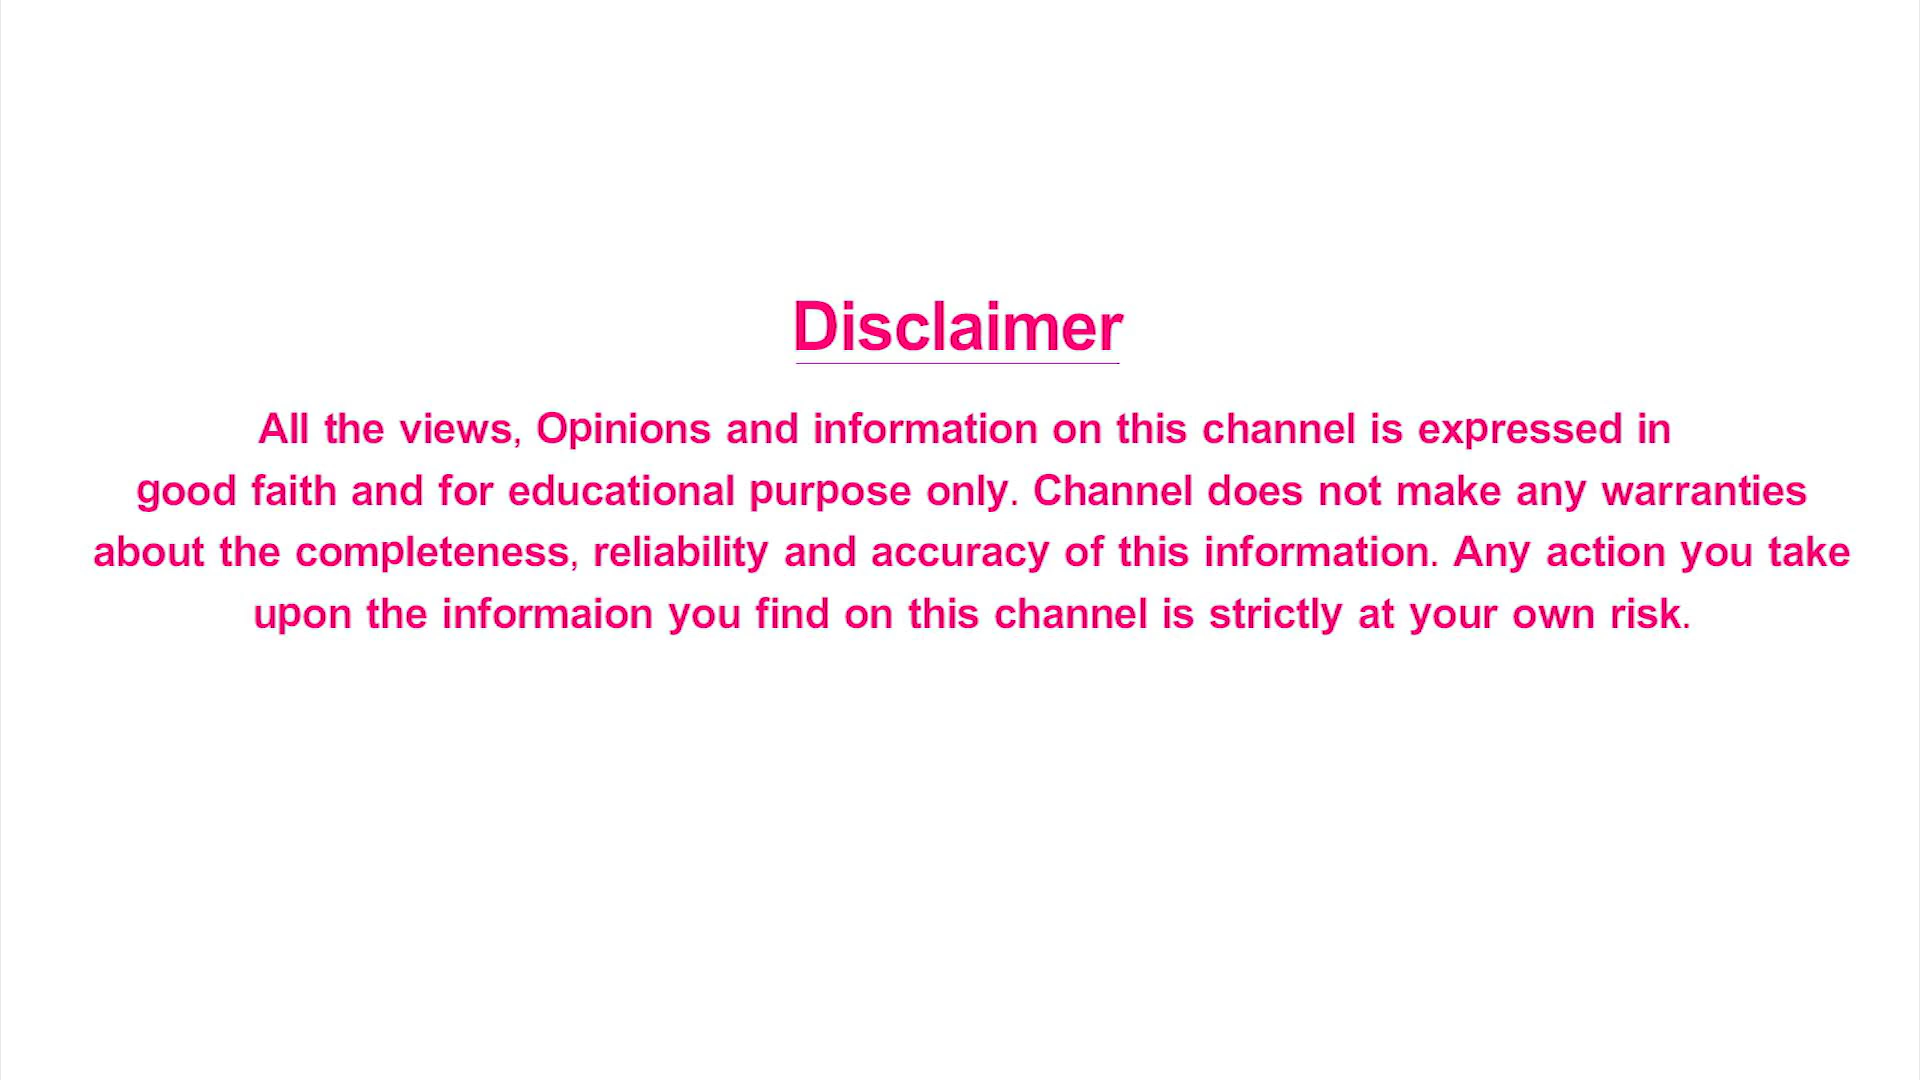 Disclaimer
All the views, Opinions and information on this channel is expressed in
good faith and for educational purpose only. Channel does not make any warranties
about the completeness, reliability and accuracy of this information. Any action you take
upon the informaion you find on this channel is strictly at your own risk.